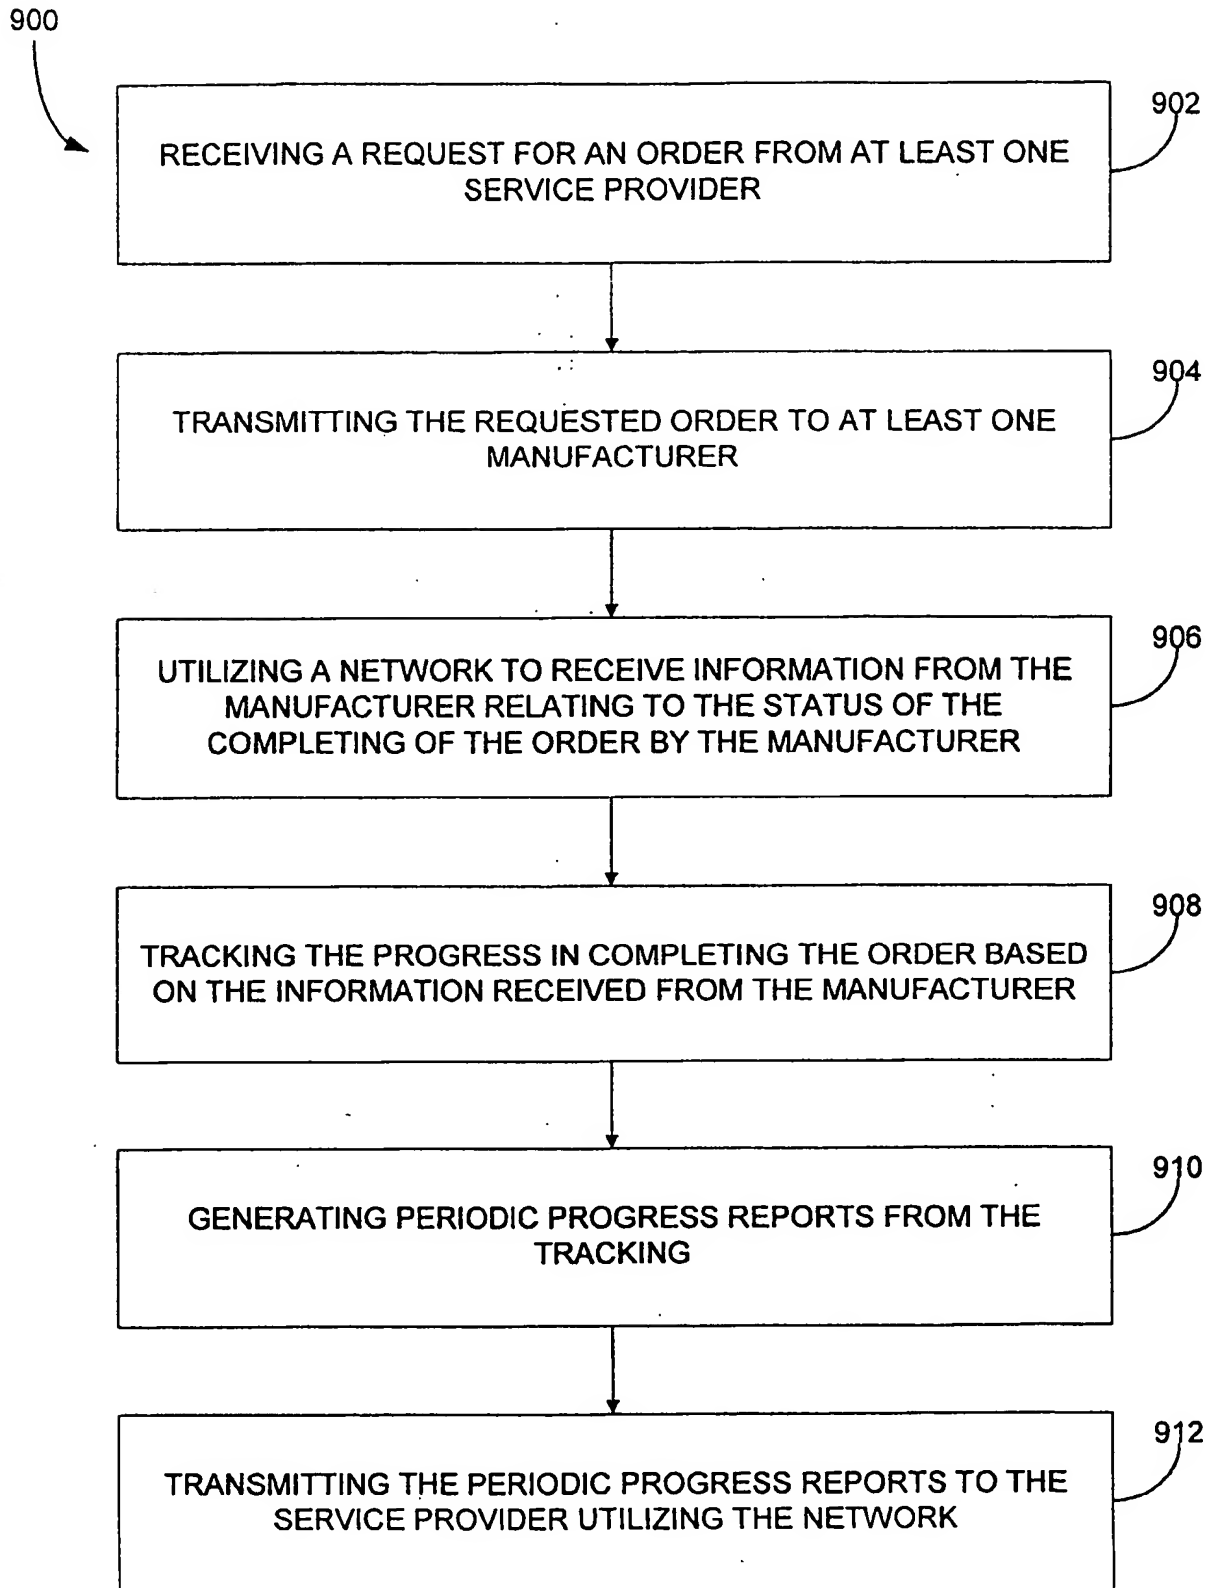 900
902
RECEIVING A REQUEST FOR AN ORDER FROM AT LEAST ONE
SERVICE PROVIDER
904
TRANSMITTING THE REQUESTED ORDER TO AT LEAST ONE
MANUFACTURER
906
UTILIZING A NETWORK TO RECEIVE INFORMATION FROM THE
MANUFACTURER RELATING TO THE STATUS OF THE
COMPLETING OF THE ORDER BY THE MANUFACTURER
908
TRACKING THE PROGRESS IN COMPLETING THE ORDER BASED
ON THE INFORMATION RECEIVED FROM THE MANUFACTURER
910
GENERATING PERIODIC PROGRESS REPORTS FROM THE
TRACKING
912
TRANSMITTING THE PERIODIC PROGRESS REPORTS TO THE
SERVICE PROVIDER UTILIZING THE NETWORK